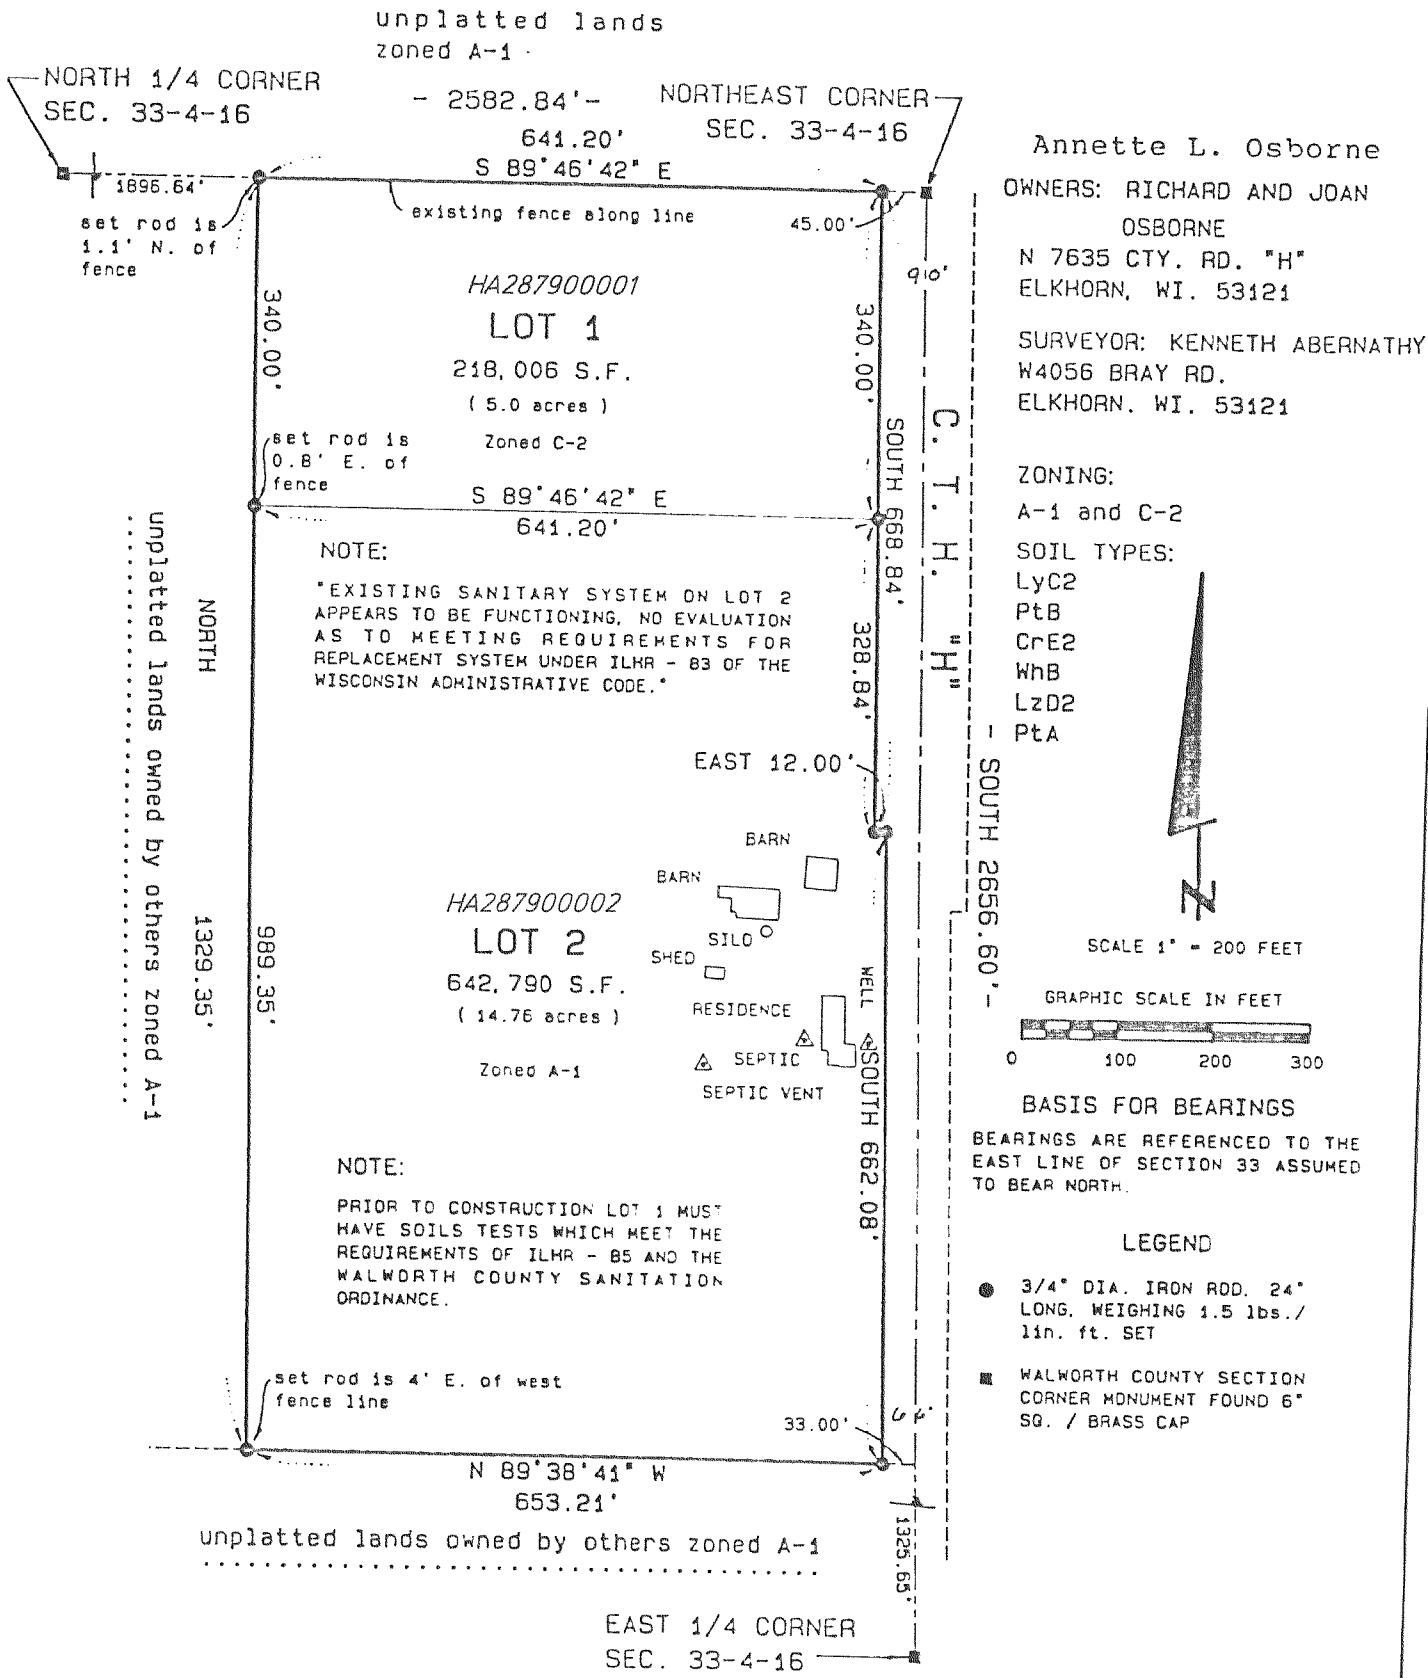 unplatted lands
zoned A-1
NORTH 1/4 CORNER
SEC. 33-4-16
- 2582.84'-
NORTHEAST CORNER
SEC. 33-4-16
641.20'
S 89°46'42" E
1896.64'
existing fence along line
45.00'
set rod is
1.1' N. of
fence
Annette L. Osborne
OWNERS: RICHARD AND JOAN
OSBORNE
N 7635 CTY. RD. "H"
ELKHORN, WI. 53121
SURVEYOR: KENNETH ABERNATHY
W4056 BRAY RD.
ELKHORN. WI. 53121
ZONING:
A-1 and C-2
SOIL TYPES:
LyC2
PtB
CrE2
WhB
LzD2
PtA
340.00'
HA287900001
LOT 1
218,006 S.F.
( 5.0 acres )
Zoned C-2
340.00'
90'
SOUTH 668.84'
C. T. H. "H"
set rod is
0.8' E. of
fence
S 89°46'42" E
641.20'
NOTE:
"EXISTING SANITARY SYSTEM ON LOT 2
APPEARS TO BE FUNCTIONING, NO EVALUATION
AS TO MEETING REQUIREMENTS FOR
REPLACEMENT SYSTEM UNDER ILHR - 83 OF THE
WISCONSIN ADMINISTRATIVE CODE."
328.84'
EAST 12.00'
- SOUTH 2656.60'-
unplatted lands owned by others zoned A-1
NORTH
1329.35'
989.35'
BARN
BARN
SILO
SHED
RESIDENCE
WELL
SEPTIC
SEPTIC VENT
HA287900002
LOT 2
642,790 S.F.
( 14.76 acres )
Zoned A-1
SOUTH 662.08'
N
SCALE 1" = 200 FEET
GRAPHIC SCALE IN FEET
0 100 200 300
BASIS FOR BEARINGS
BEARINGS ARE REFERENCED TO THE
EAST LINE OF SECTION 33 ASSUMED
TO BEAR NORTH.
NOTE:
PRIOR TO CONSTRUCTION LOT 1 MUST
HAVE SOILS TESTS WHICH MEET THE
REQUIREMENTS OF ILHR - 85 AND THE
WALWORTH COUNTY SANITATION
ORDINANCE.
LEGEND
3/4" DIA. IRON ROD. 24"
LONG, WEIGHING 1.5 lbs./
lin. ft. SET
WALWORTH COUNTY SECTION
CORNER MONUMENT FOUND 6"
SQ. / BRASS CAP
set rod is 4' E. of west
fence line
33.00'
66'
N 89°38'41" W
653.21'
unplatted lands owned by others zoned A-1
1325.65'
EAST 1/4 CORNER
SEC. 33-4-16